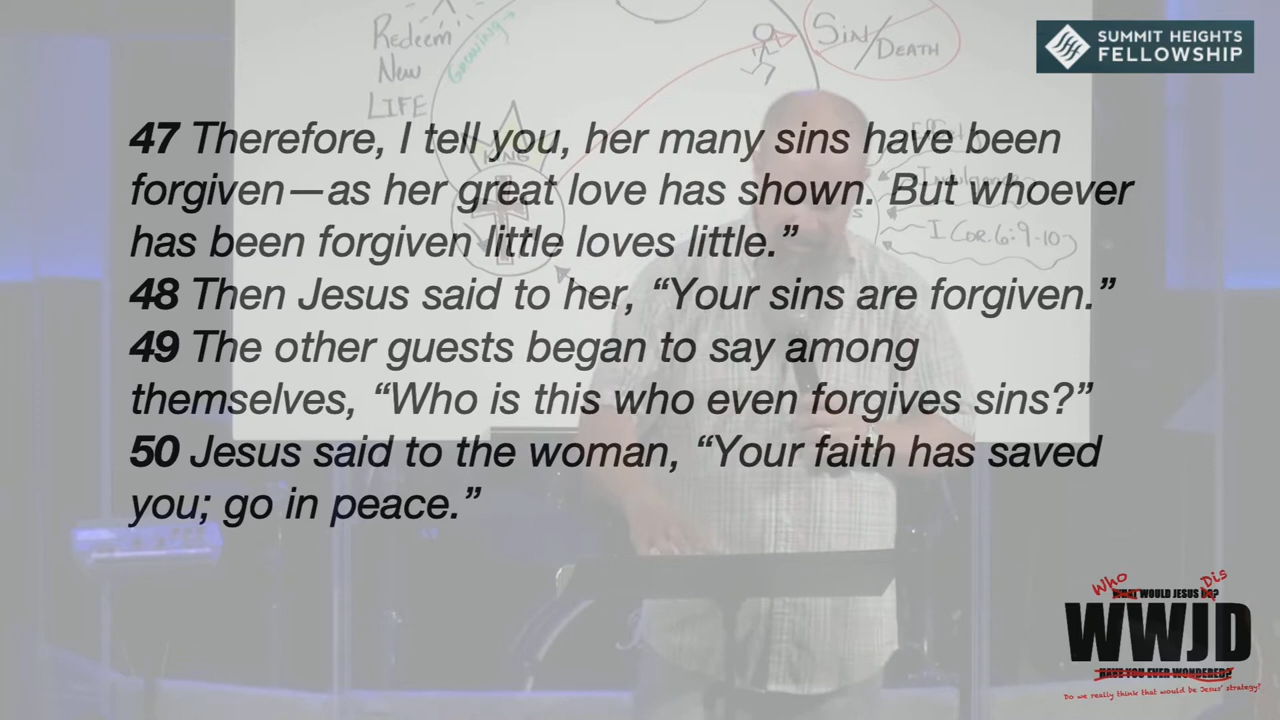 Redeem
New
LIFE
Growing
KING
SIN/DEATH
I COR. 6:9-10
SUMMIT HEIGHTS
FELLOWSHIP
47 Therefore, I tell you, her many sins have been
forgiven—as her great love has shown. But whoever
has been forgiven little loves little.”
48 Then Jesus said to her, “Your sins are forgiven.”
49 The other guests began to say among
themselves, “Who is this who even forgives sins?”
50 Jesus said to the woman, “Your faith has saved
you; go in peace.”
Who Dis
WHAT WOULD JESUS DO?
WWJD
HAVE YOU EVER WONDERED?
Do we really think that would be Jesus' strategy?